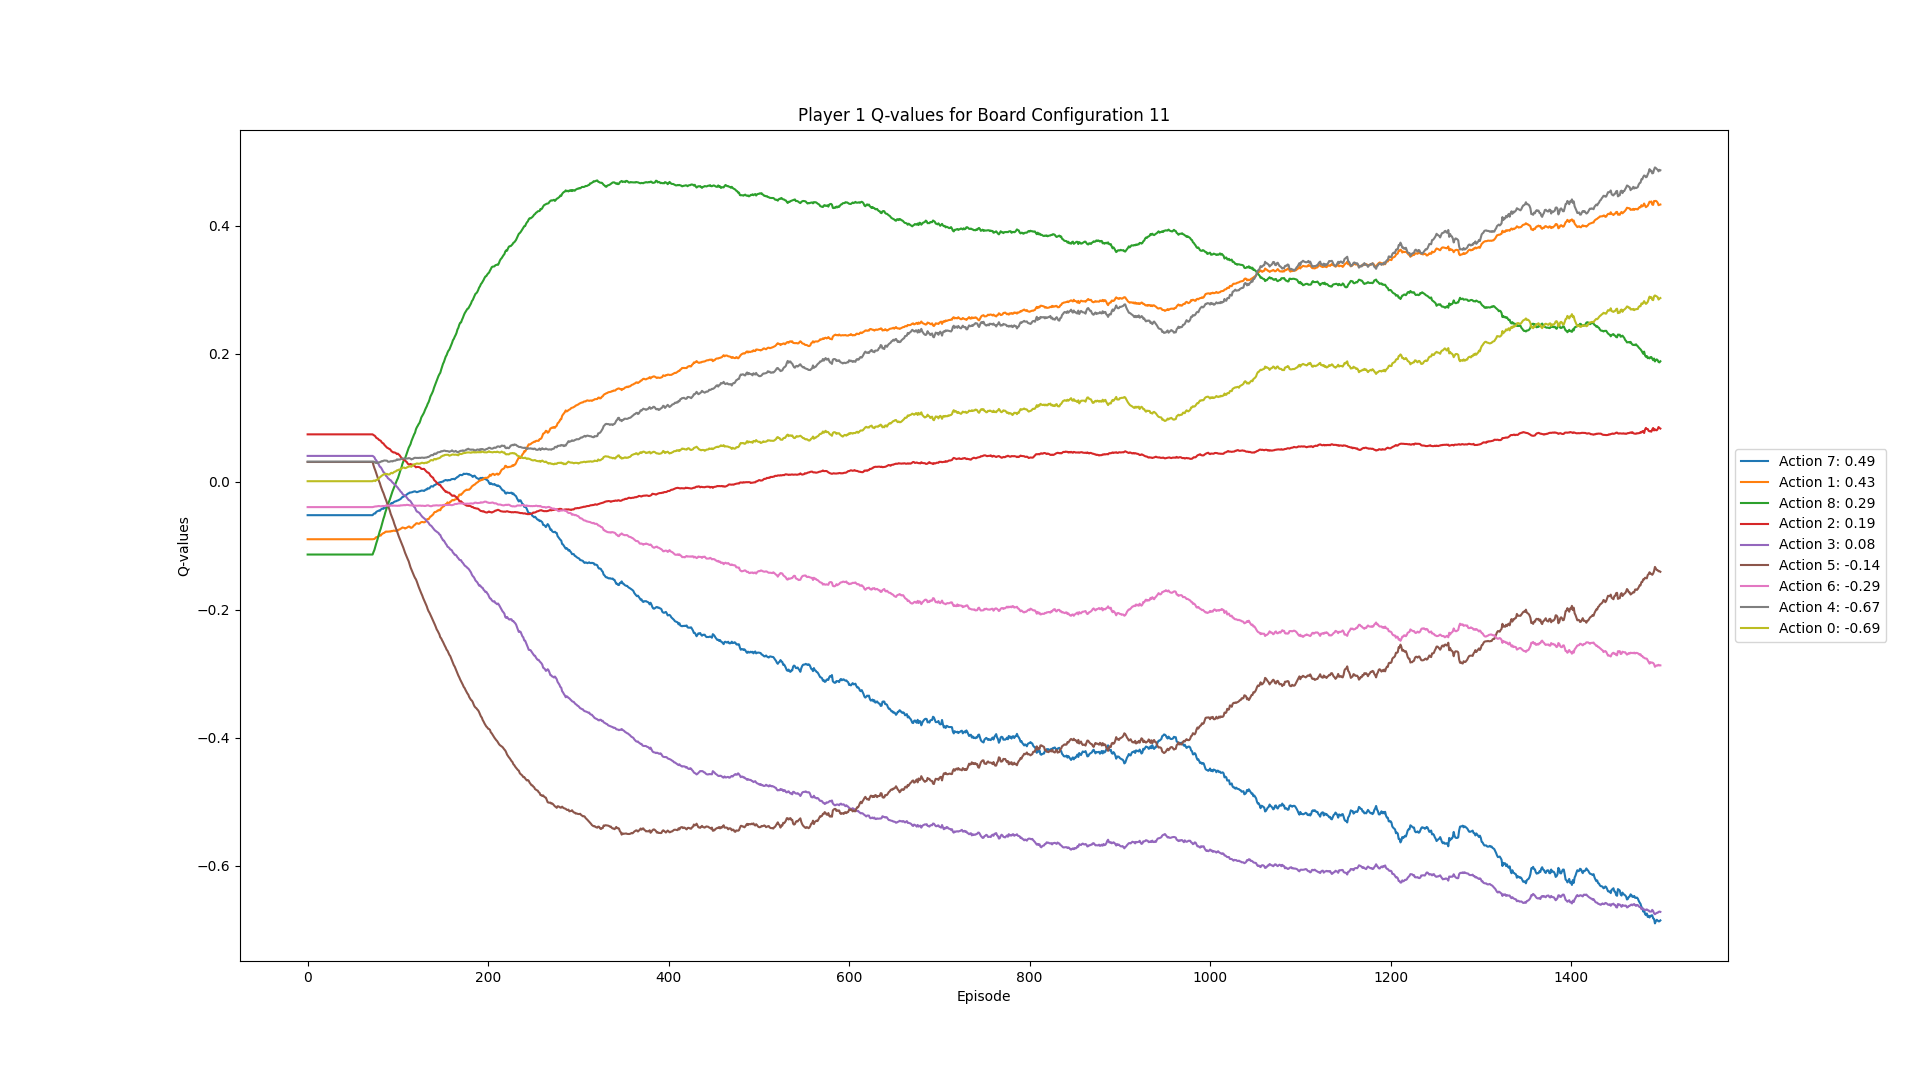 Player 1 Q-values for Board Configuration 11
Q-values
0.4
0.2
0.0
−0.2
−0.4
−0.6
0
200
400
600
800
1000
1200
1400
Episode
Action 7: 0.49
Action 1: 0.43
Action 8: 0.29
Action 2: 0.19
Action 3: 0.08
Action 5: -0.14
Action 6: -0.29
Action 4: -0.67
Action 0: -0.69